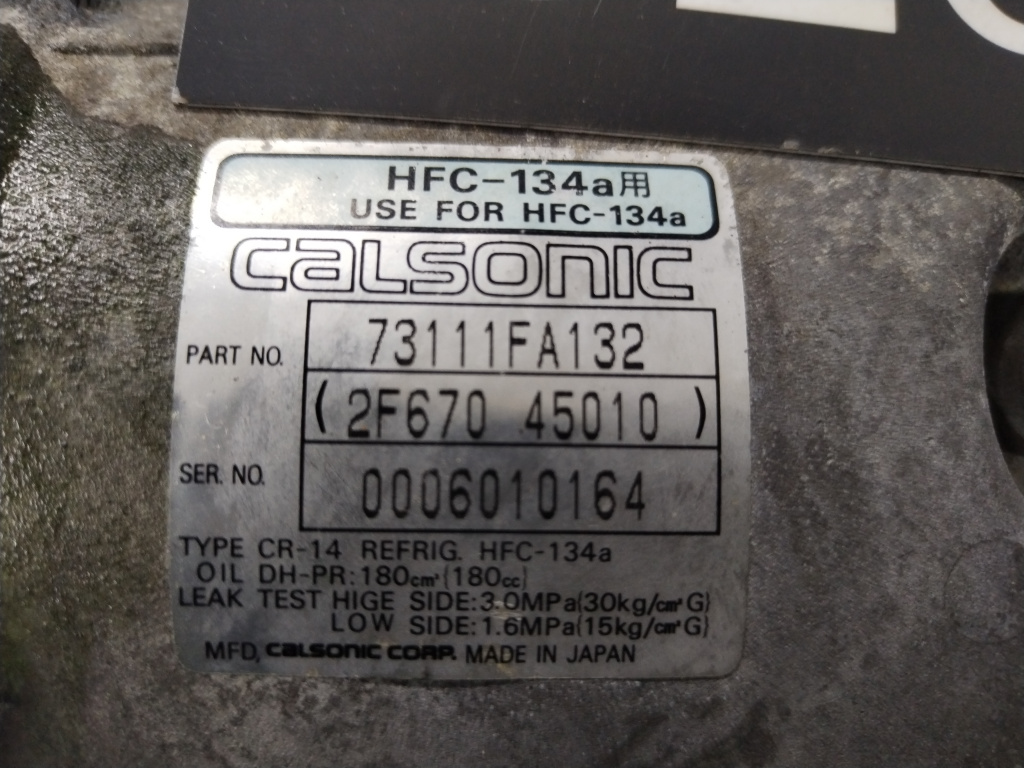 HFC-134a用
USE FOR HFC-134a
CALSONIC
PART NO. 73111FA132
( 2F670 45010 )
SER. NO. 0006010164
TYPE CR-14 REFRIG. HFC-134a
OIL DH-PR: 180cm³ (180cc)
LEAK TEST HIGE SIDE: 3.0MPa(30kg/cm²G)
LOW SIDE: 1.6MPa(15kg/cm²G)
MFD, CALSONIC CORP. MADE IN JAPAN